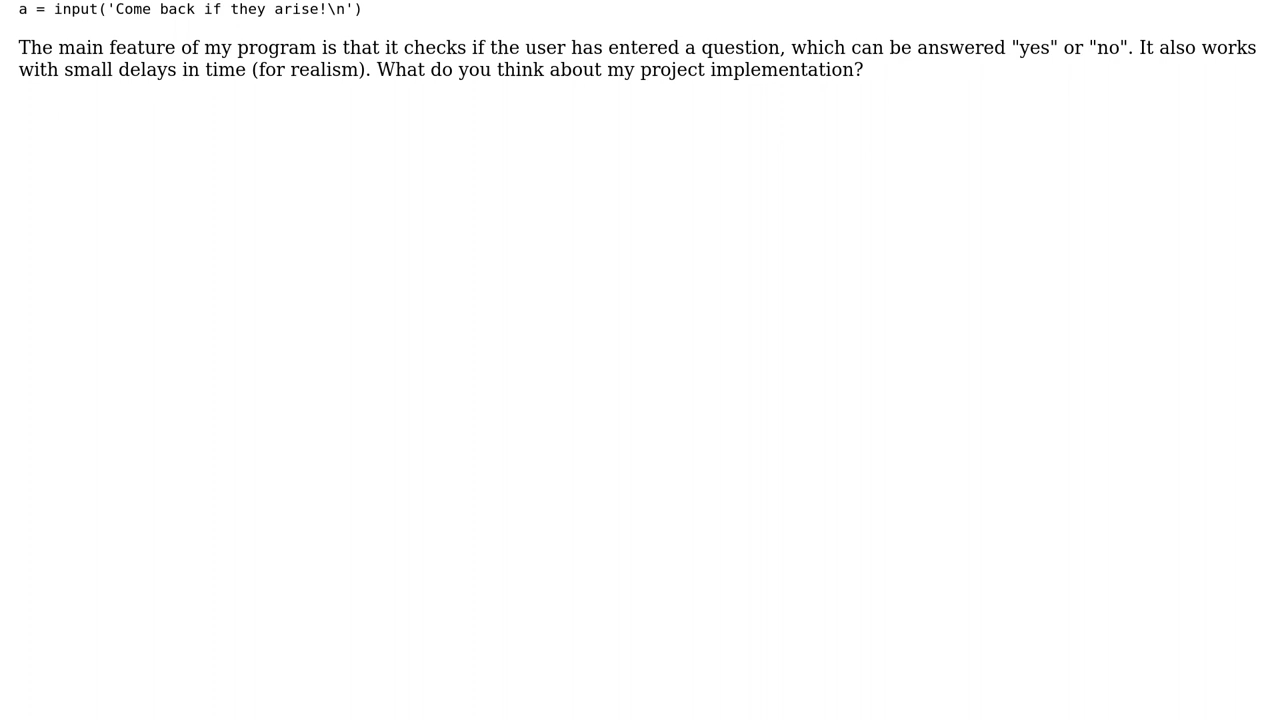 a = input('Come back if they arise!\n')
The main feature of my program is that it checks if the user has entered a question, which can be answered "yes" or "no". It also works
with small delays in time (for realism). What do you think about my project implementation?